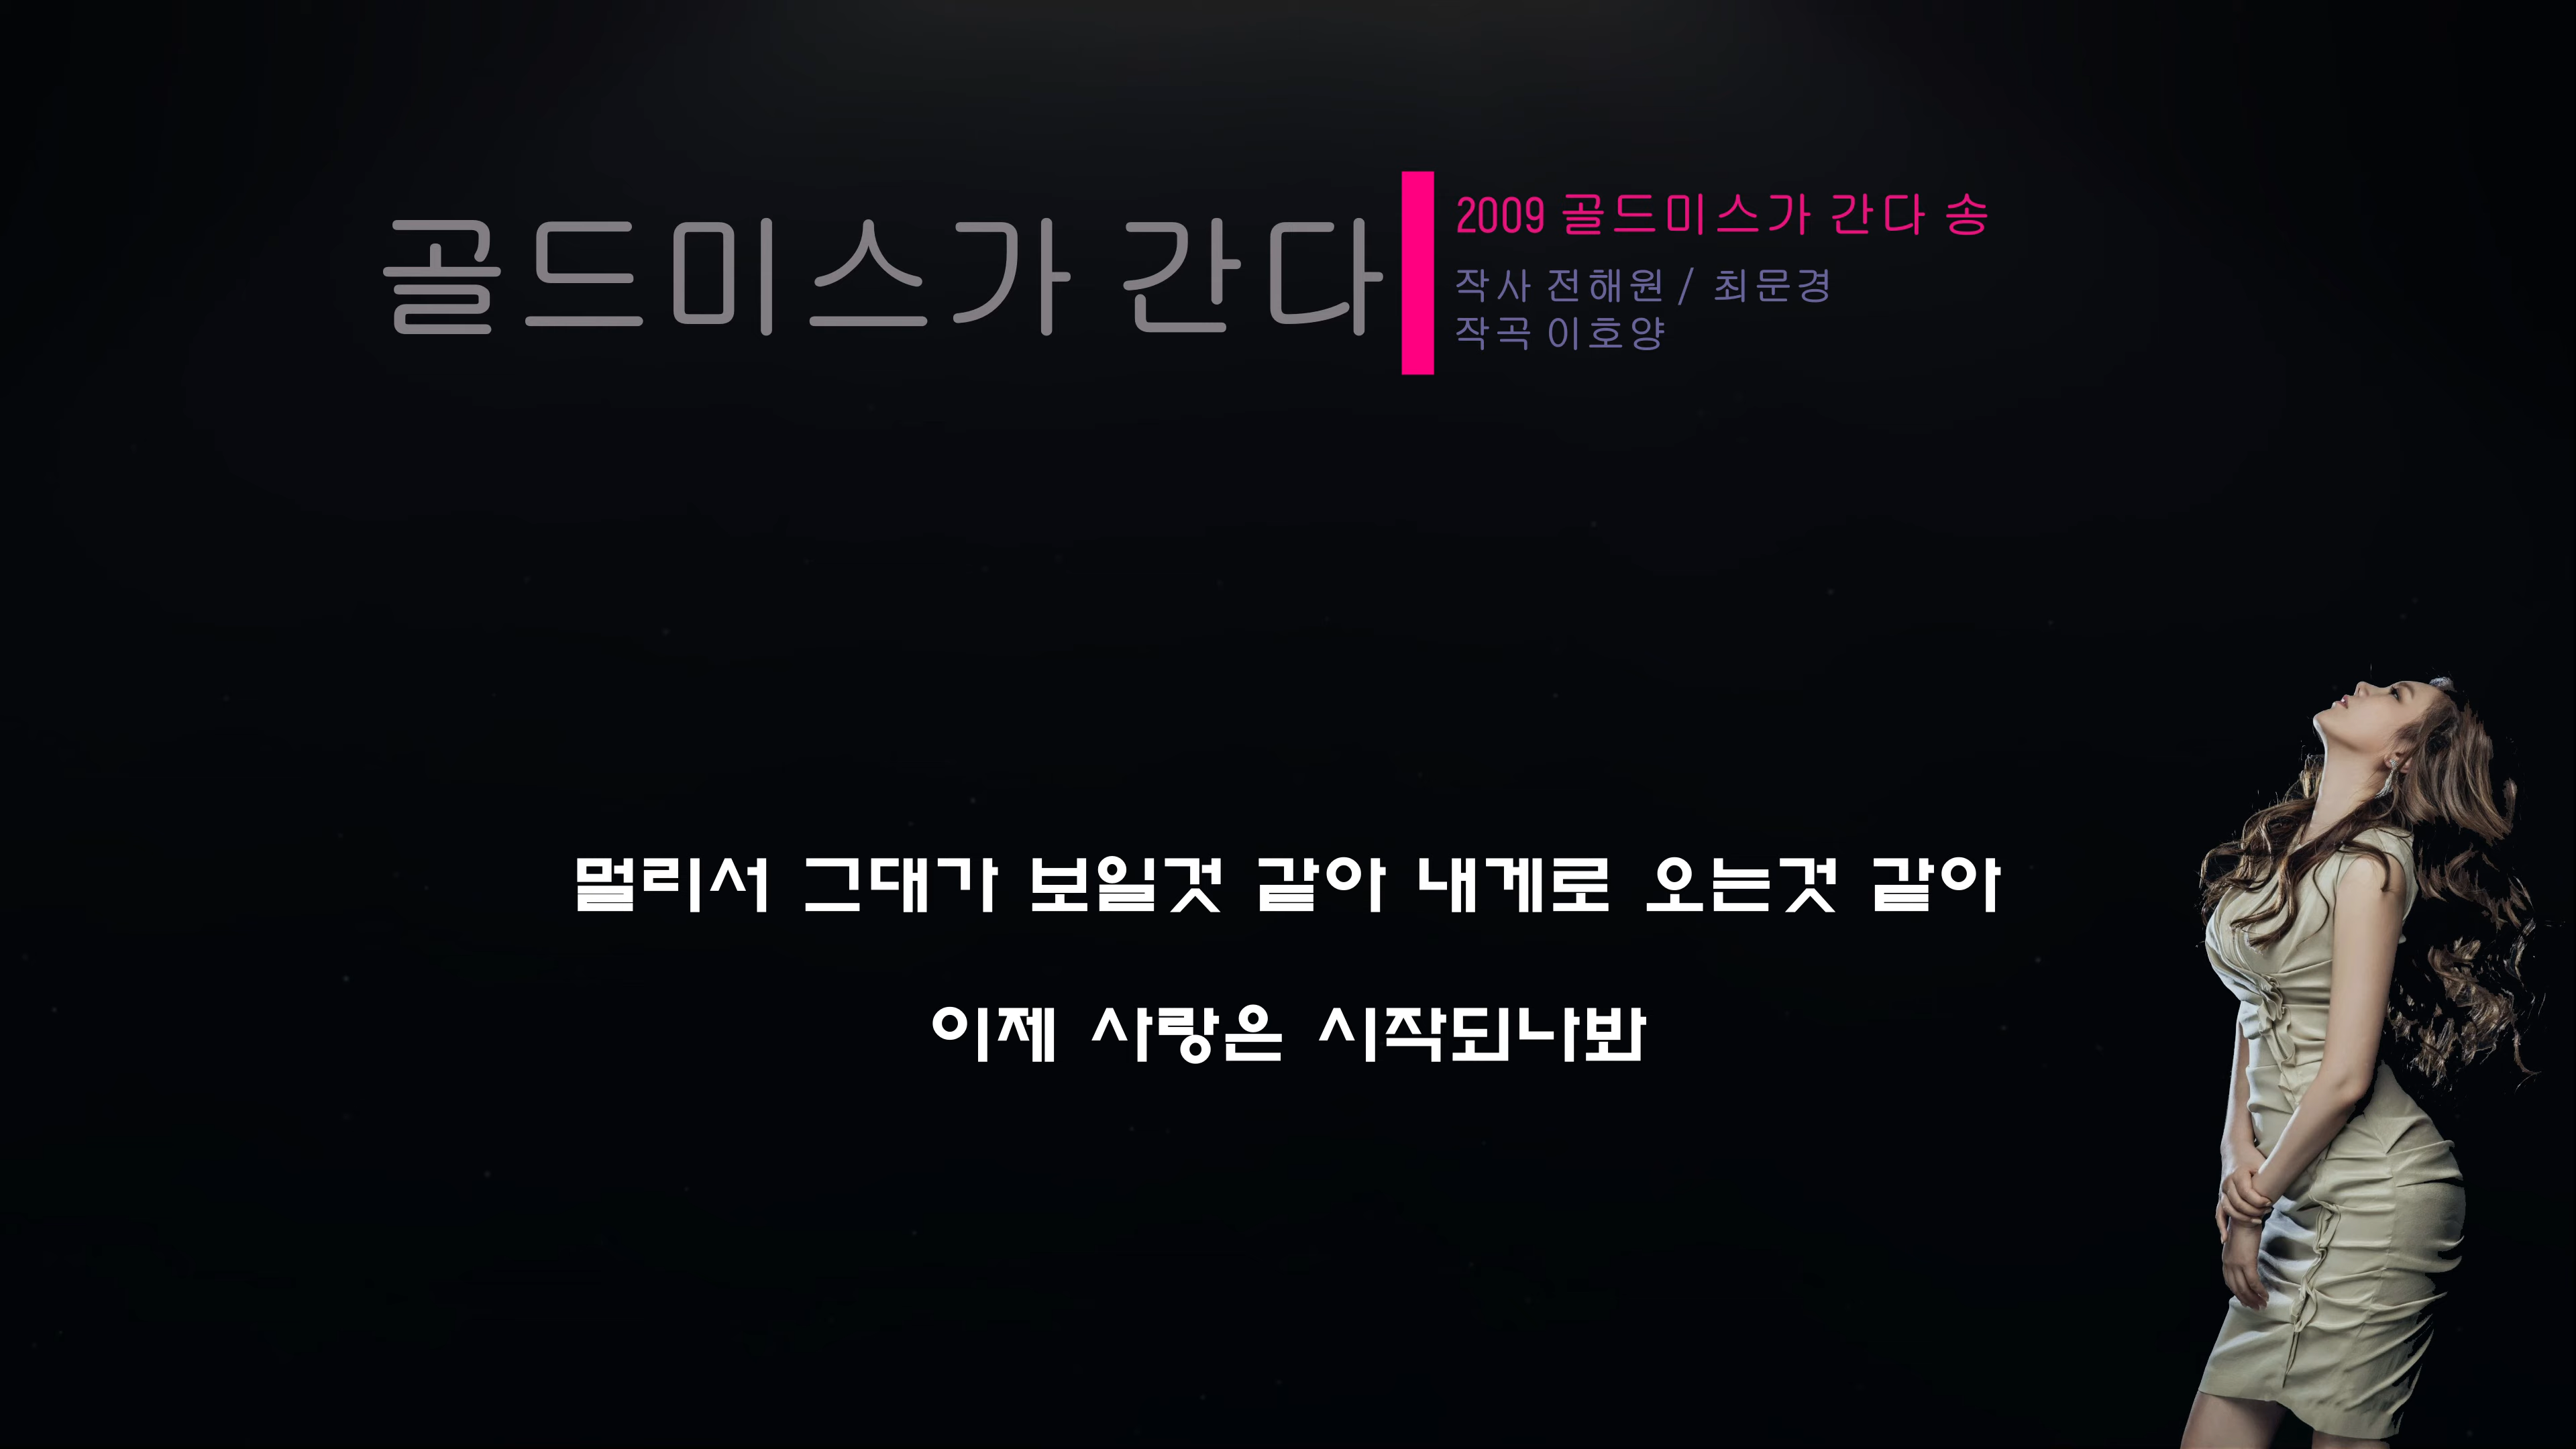 골드미스가 간다
2009 골드미스가 간다 송
작사 전해원 / 최문경
작곡 이호양
멀리서 그대가 보일것 같아 내게로 오는것 같아
이제 사랑은 시작되나봐